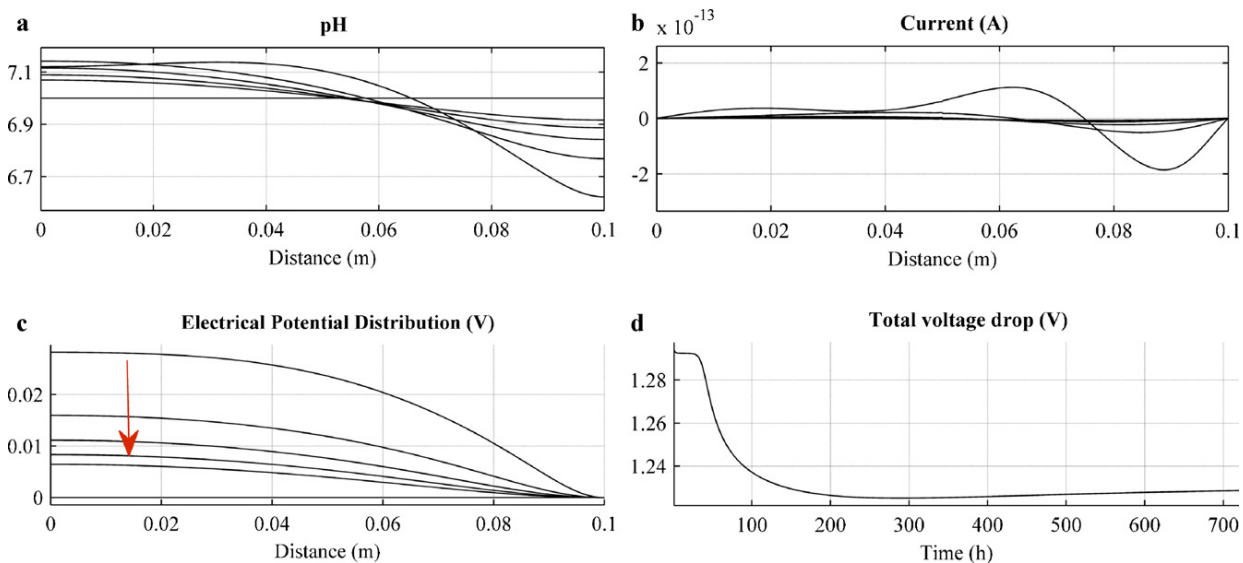 a pH
7.1
6.9
6.7
0 0.02 0.04 0.06 0.08 0.1
Distance (m)
b x 10-13 Current (A)
2
0
-2
0 0.02 0.04 0.06 0.08 0.1
Distance (m)
c Electrical Potential Distribution (V)
0.02
0.01
0
0 0.02 0.04 0.06 0.08 0.1
Distance (m)
d Total voltage drop (V)
1.28
1.26
1.24
100 200 300 400 500 600 700
Time (h)